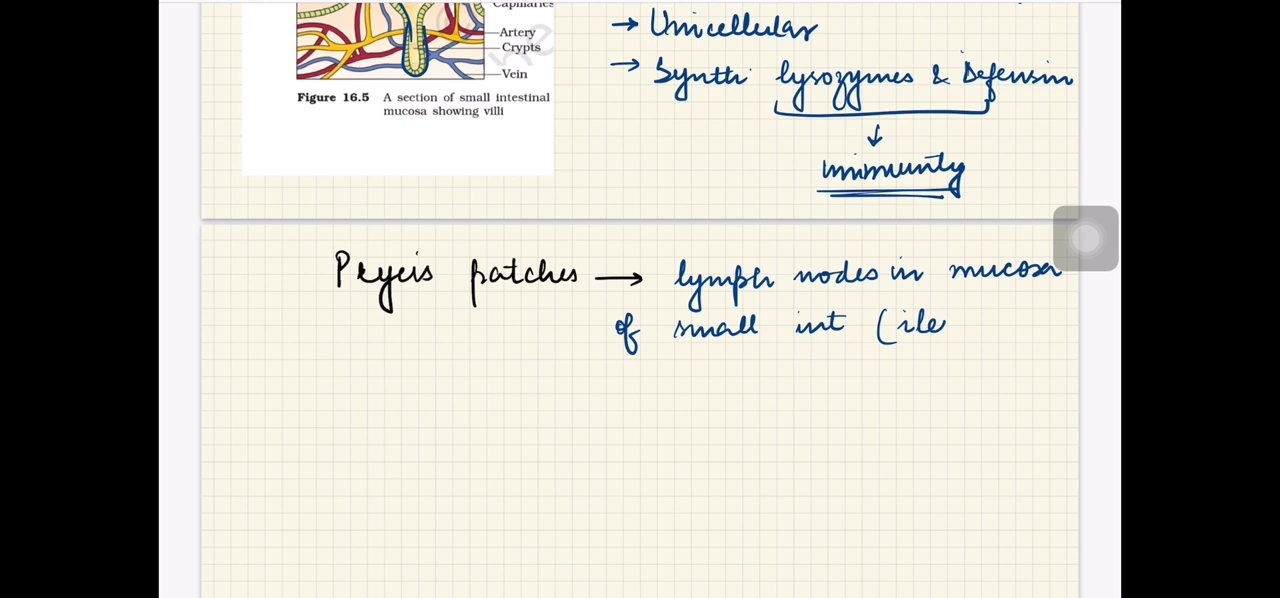 Capillaries
Artery
Crypts
Vein
Figure 16.5 A section of small intestinal
mucosa showing villi
→ Unicellular
→ Synth: lysozymes & Defensin
↓
immunity
Peyeis patches → lymph nodes in mucosa
of small int (ile